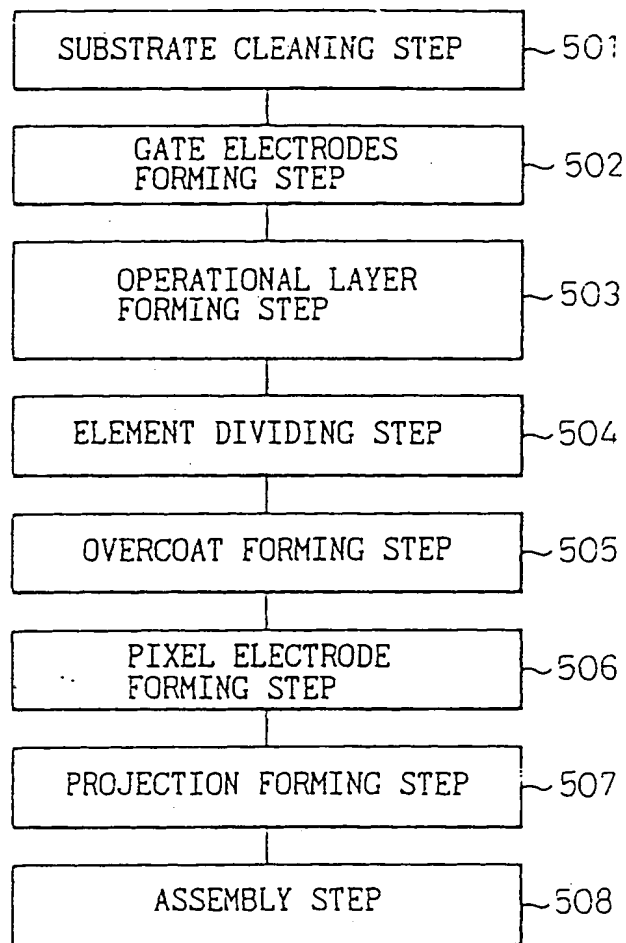 SUBSTRATE CLEANING STEP 501
GATE ELECTRODES
FORMING STEP 502
OPERATIONAL LAYER
FORMING STEP 503
ELEMENT DIVIDING STEP 504
OVERCOAT FORMING STEP 505
PIXEL ELECTRODE
FORMING STEP 506
PROJECTION FORMING STEP 507
ASSEMBLY STEP 508